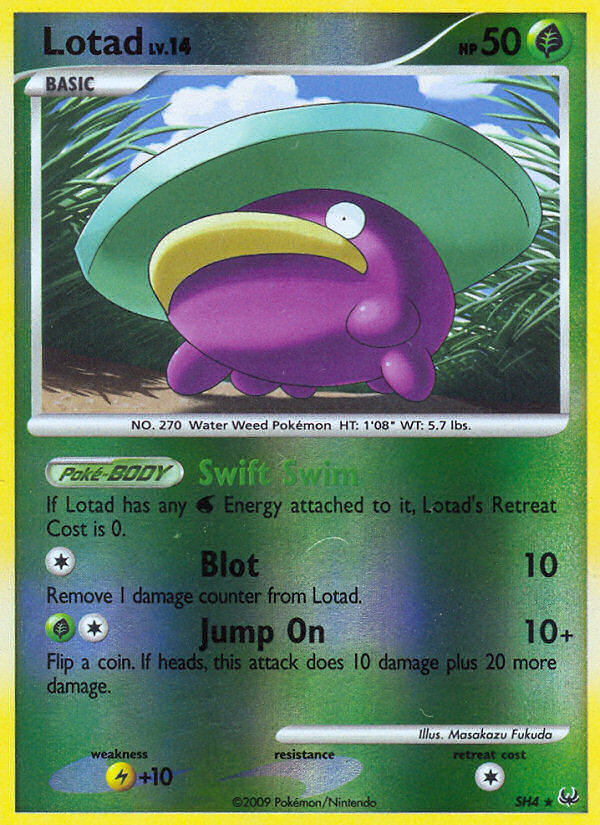 Lotad LV.14 HP 50
BASIC
NO. 270 Water Weed Pokémon HT: 1'08" WT: 5.7 lbs.
Poké-BODY Swift Swim
If Lotad has any Energy attached to it, Lotad's Retreat
Cost is 0.
Blot 10
Remove 1 damage counter from Lotad.
Jump On 10+
Flip a coin. If heads, this attack does 10 damage plus 20 more
damage.
Illus. Masakazu Fukuda
weakness resistance retreat cost
+10
©2009 Pokémon/Nintendo SH4 ★